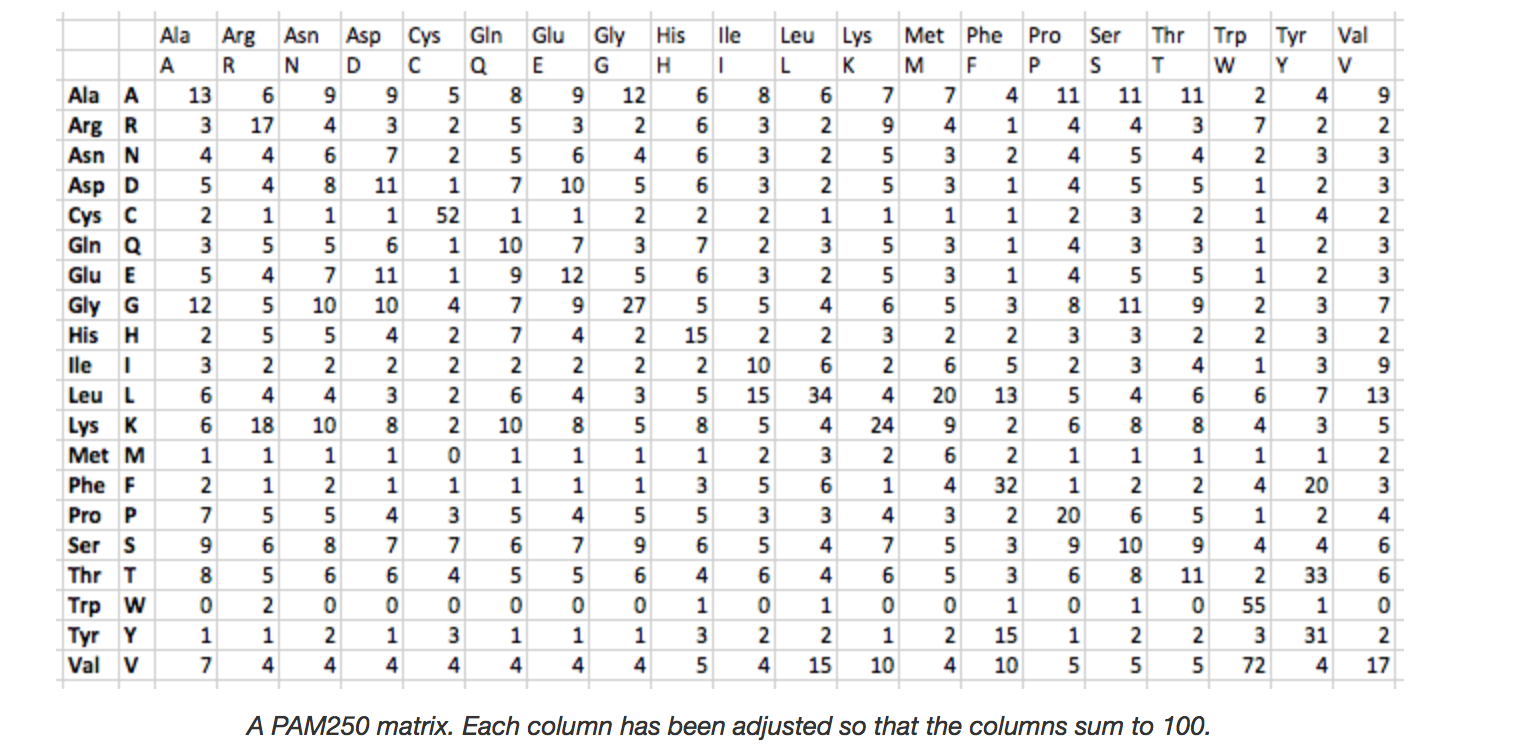 Ala Arg Asn Asp Cys Gln Glu Gly His Ile Leu Lys Met Phe Pro Ser Thr Trp Tyr Val
A R N D C Q E G H I L K M F P S T W Y V
Ala A 13 6 9 9 5 8 9 12 6 8 6 7 7 4 11 11 11 2 4 9
Arg R 3 17 4 3 2 5 3 2 6 3 2 9 4 1 4 4 3 7 2 2
Asn N 4 4 6 7 2 5 6 4 6 3 2 5 3 2 4 5 4 2 3 3
Asp D 5 4 8 11 1 7 10 5 6 3 2 5 3 1 4 5 5 1 2 3
Cys C 2 1 1 1 52 1 1 2 2 2 1 1 1 1 2 3 2 1 4 2
Gln Q 3 5 5 6 1 10 7 3 7 2 3 5 3 1 4 3 3 1 2 3
Glu E 5 4 7 11 1 9 12 5 6 3 2 5 3 1 4 5 5 1 2 3
Gly G 12 5 10 10 4 7 9 27 5 5 4 6 5 3 8 11 9 2 3 7
His H 2 5 5 4 2 7 4 2 15 2 2 3 2 2 3 3 2 2 3 2
Ile I 3 2 2 2 2 2 2 2 2 10 6 2 6 5 2 3 4 1 3 9
Leu L 6 4 4 3 2 6 4 3 5 15 34 4 20 13 5 4 6 6 7 13
Lys K 6 18 10 8 2 10 8 5 8 5 4 24 9 2 6 8 8 4 3 5
Met M 1 1 1 1 0 1 1 1 1 2 3 2 6 2 1 1 1 1 1 2
Phe F 2 1 2 1 1 1 1 1 3 5 6 1 4 32 1 2 2 4 20 3
Pro P 7 5 5 4 3 5 4 5 5 3 3 4 3 2 20 6 5 1 2 4
Ser S 9 6 8 7 7 6 7 9 6 5 4 7 5 3 9 10 9 4 4 6
Thr T 8 5 6 6 4 5 5 6 4 6 4 6 5 3 6 8 11 2 33 6
Trp W 0 2 0 0 0 0 0 0 1 0 1 0 0 1 0 1 0 55 1 0
Tyr Y 1 1 2 1 3 1 1 1 3 2 2 1 2 15 1 2 2 3 31 2
Val V 7 4 4 4 4 4 4 4 5 4 15 10 4 10 5 5 5 72 4 17
A PAM250 matrix. Each column has been adjusted so that the columns sum to 100.